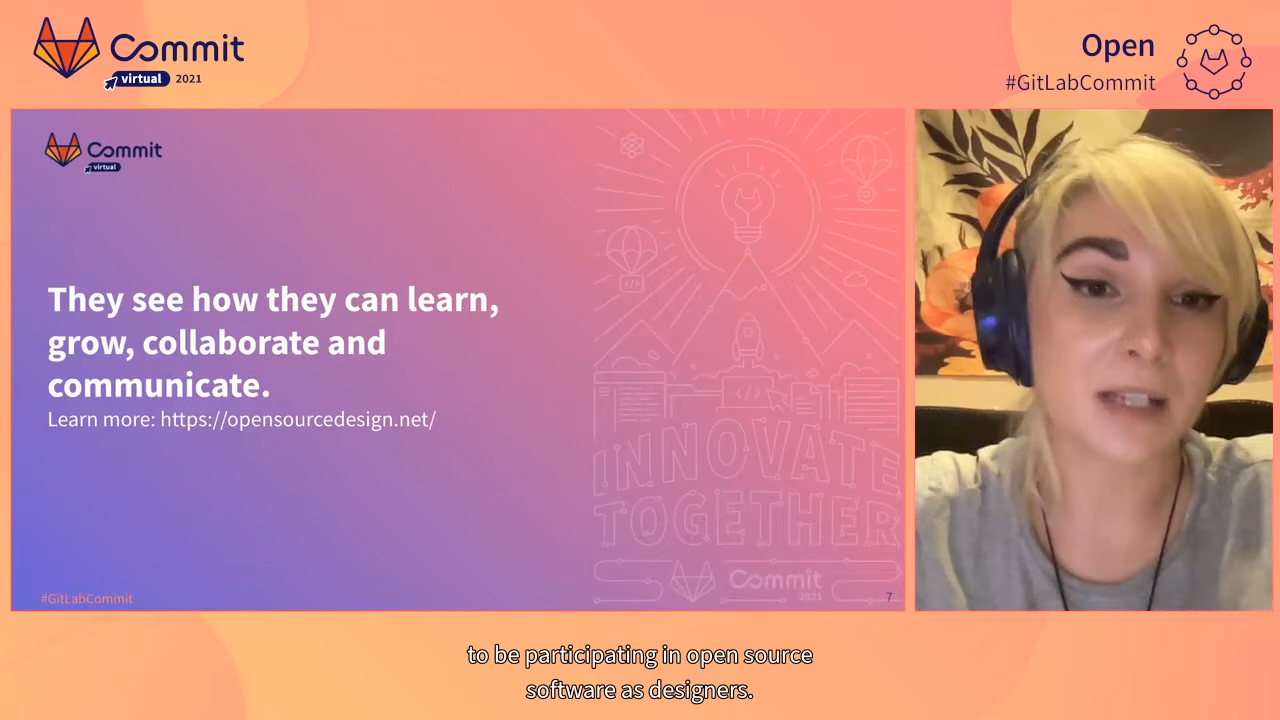 Commit
virtual 2021
Open
#GitLabCommit
Commit
virtual
They see how they can learn,
grow, collaborate and
communicate.
Learn more: https://opensourcedesign.net/
INNOVATE
TOGETHER
Commit
2021
#GitLabCommit
7
to be participating in open source
software as designers.